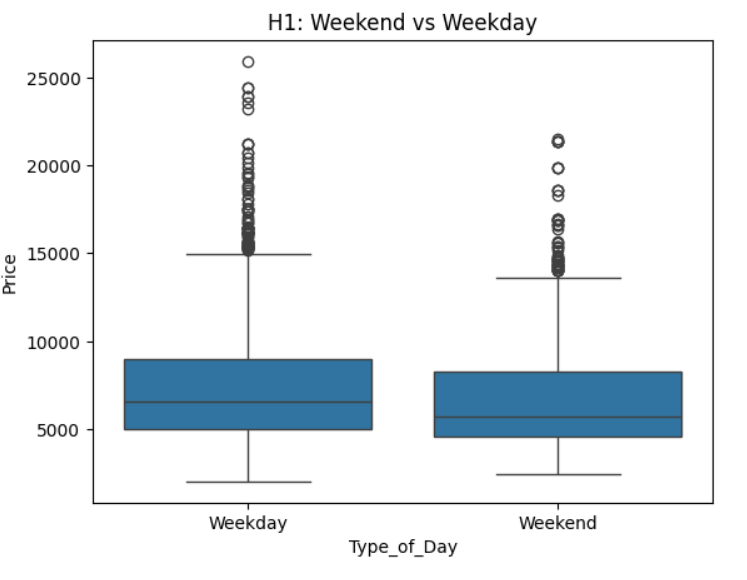 H1: Weekend vs Weekday
25000
20000
15000
10000
5000
Price
Weekday Weekend
Type_of_Day